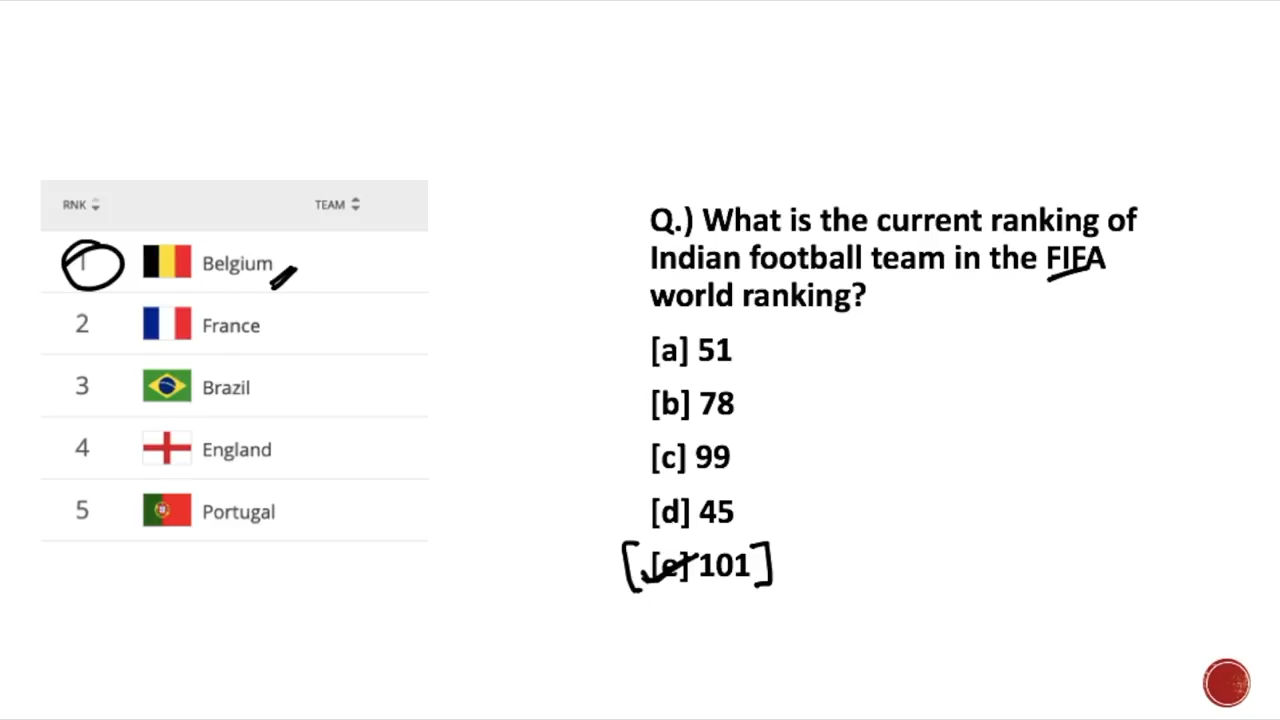 RNK TEAM
1 Belgium
2 France
3 Brazil
4 England
5 Portugal
Q.) What is the current ranking of
Indian football team in the FIFA
world ranking?
[a] 51
[b] 78
[c] 99
[d] 45
[e] 101